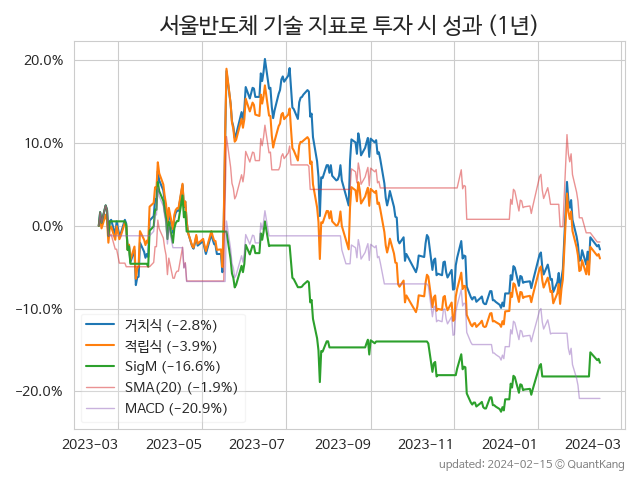 서울반도체 기술 지표로 투자 시 성과 (1년)
20.0%
10.0%
0.0%
−10.0%
−20.0%
거치식 (−2.8%)
적립식 (−3.9%)
SigM (−16.6%)
SMA(20) (−1.9%)
MACD (−20.9%)
2023−03 2023−05 2023−07 2023−09 2023−11 2024−01 2024−03
updated: 2024−02−15 © QuantKang